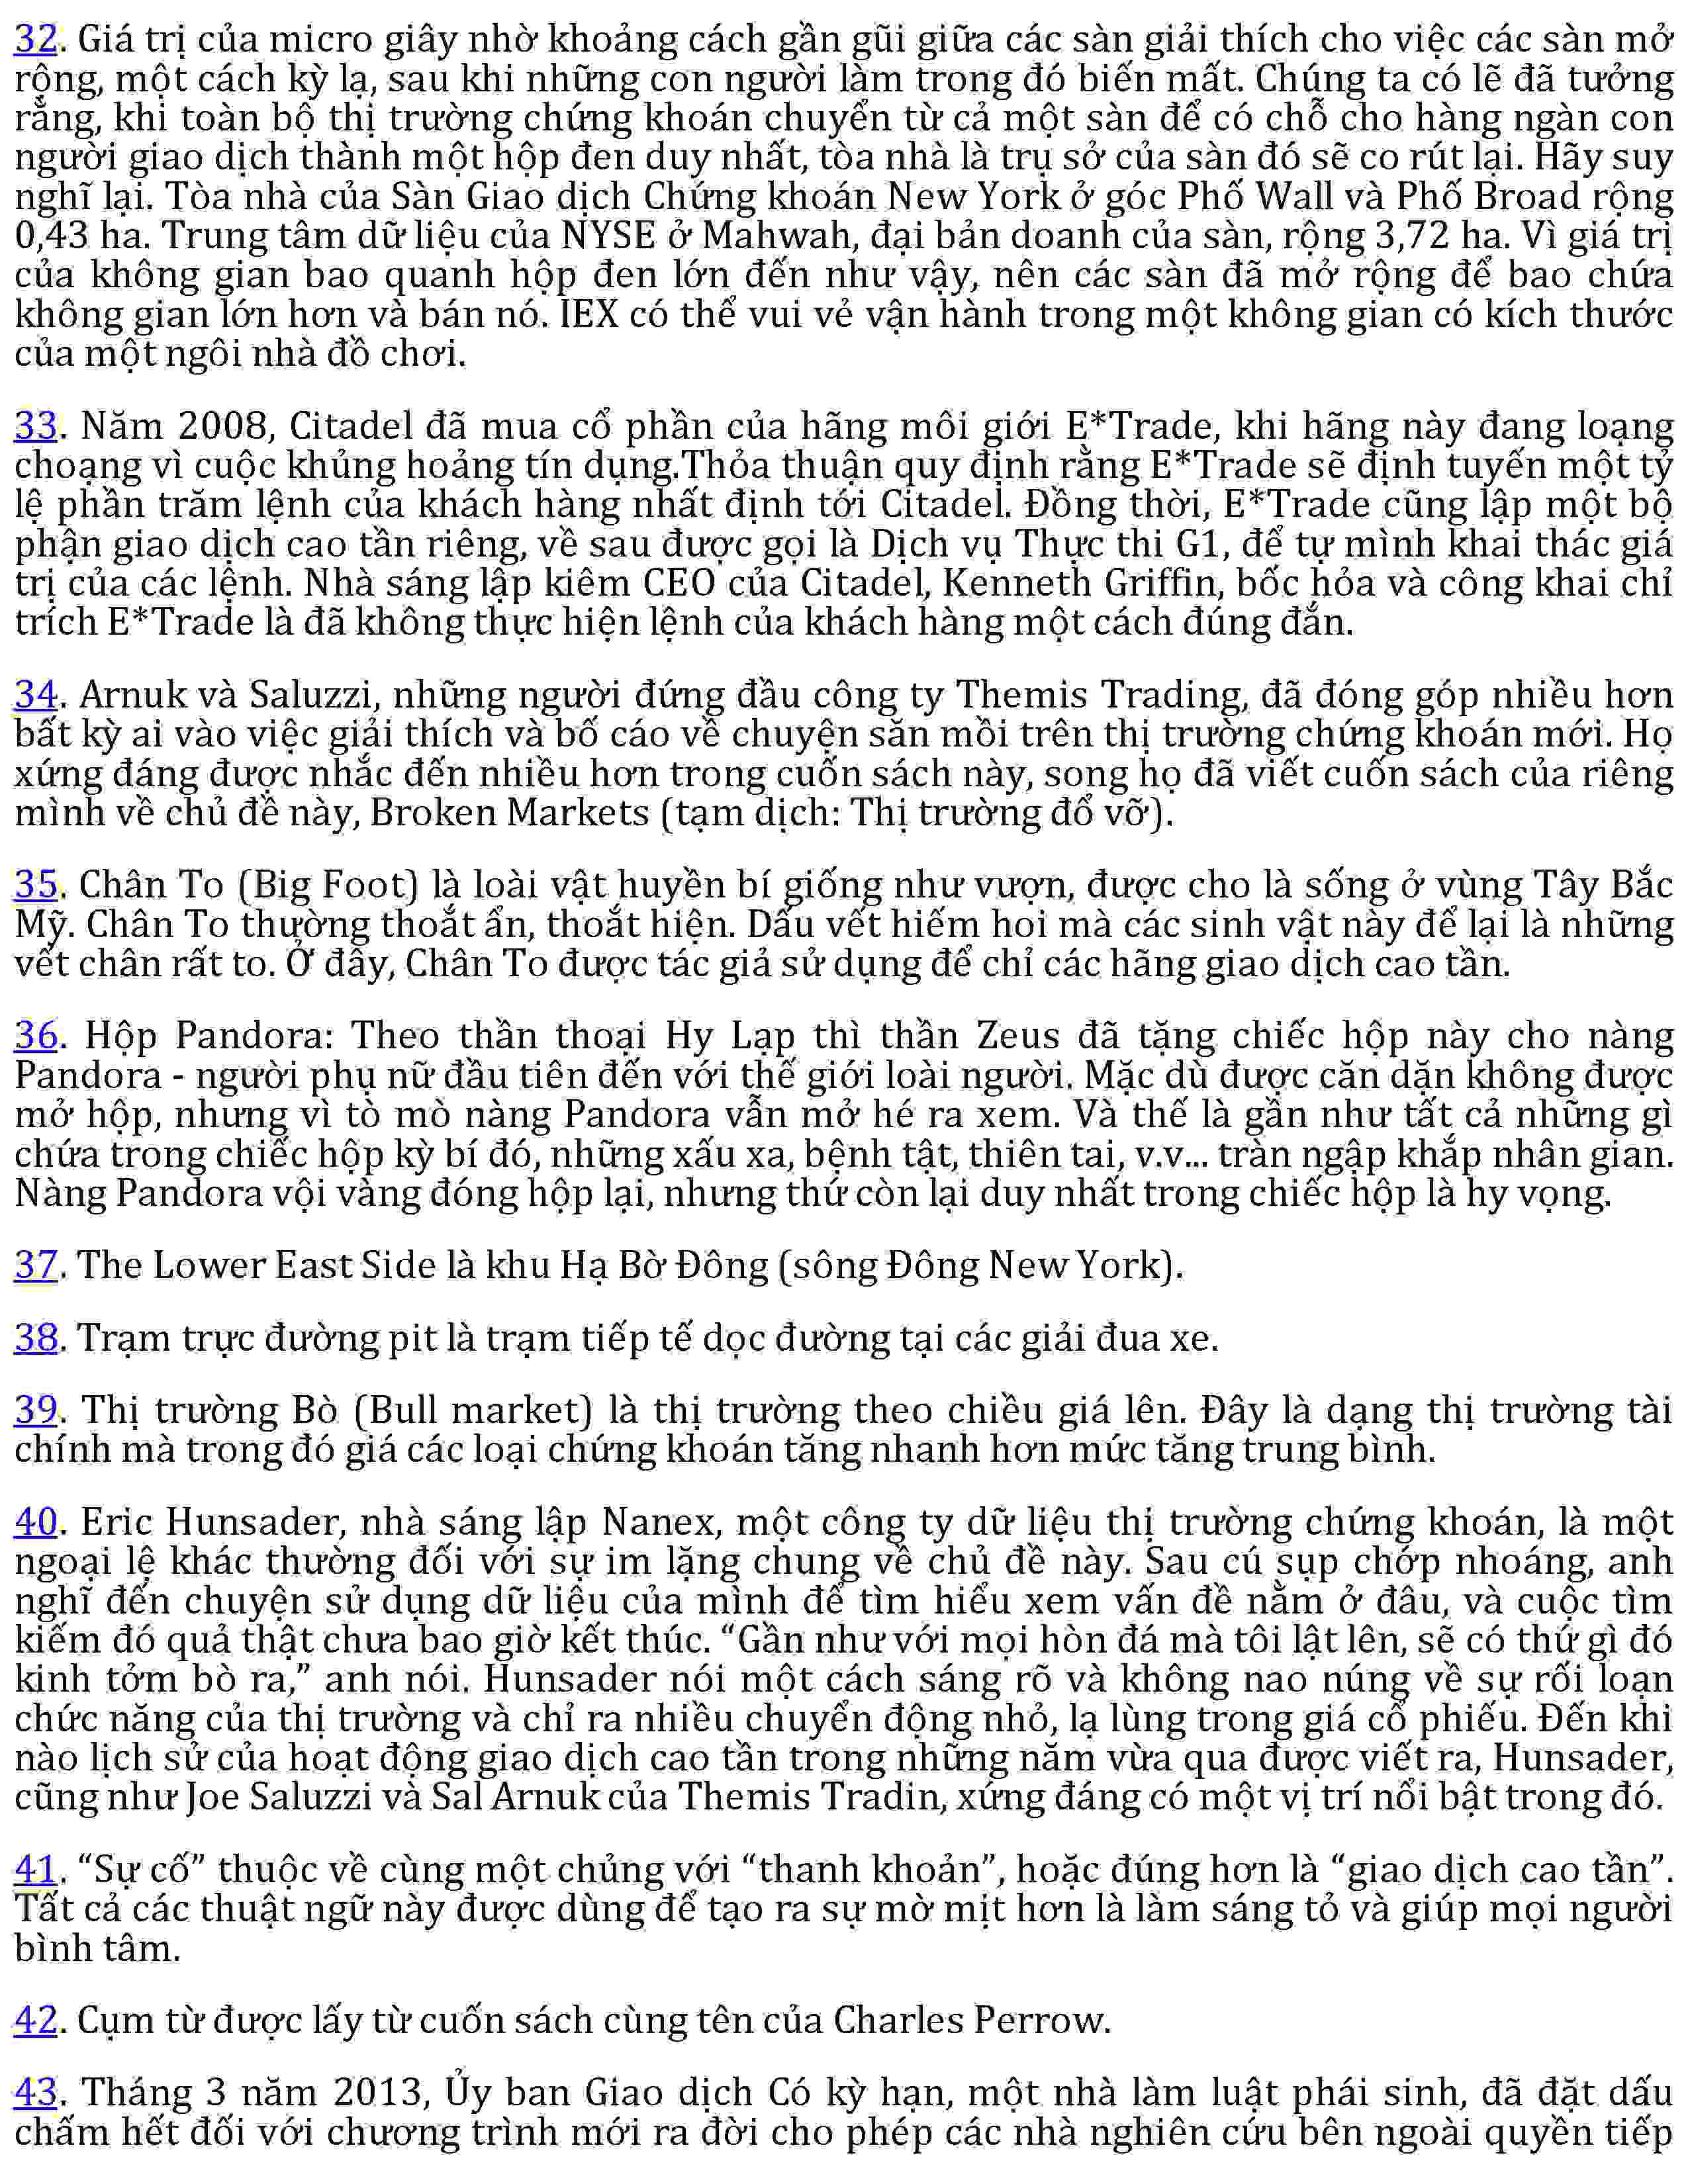 32. Giá trị của micro giây nhờ khoảng cách gần gũi giữa các sàn giải thích cho việc các sàn mở
rộng, một cách kỳ lạ, sau khi những con người làm trong đó biến mất. Chúng ta có lẽ đã tưởng
rằng, khi toàn bộ thị trường chứng khoán chuyển từ cả một sàn để có chỗ cho hàng ngàn con
người giao dịch thành một hộp đen duy nhất, tòa nhà là trụ sở của sàn đó sẽ co rút lại. Hãy suy
nghĩ lại. Tòa nhà của Sàn Giao dịch Chứng khoán New York ở góc Phố Wall và Phố Broad rộng
0,43 ha. Trung tâm dữ liệu của NYSE ở Mahwah, đại bản doanh của sàn, rộng 3,72 ha. Vì giá trị
của không gian bao quanh hộp đen lớn đến như vậy, nên các sàn đã mở rộng để bao chứa
không gian lớn hơn và bán nó. IEX có thể vui vẻ vận hành trong một không gian có kích thước
của một ngôi nhà đồ chơi.
33. Năm 2008, Citadel đã mua cổ phần của hãng môi giới E*Trade, khi hãng này đang loạng
choạng vì cuộc khủng hoảng tín dụng.Thỏa thuận quy định rằng E*Trade sẽ định tuyến một tỷ
lệ phần trăm lệnh của khách hàng nhất định tới Citadel. Đồng thời, E*Trade cũng lập một bộ
phận giao dịch cao tần riêng, về sau được gọi là Dịch vụ Thực thi G1, để tự mình khai thác giá
trị của các lệnh. Nhà sáng lập kiêm CEO của Citadel, Kenneth Griffin, bốc hỏa và công khai chỉ
trích E*Trade là đã không thực hiện lệnh của khách hàng một cách đúng đắn.
34. Arnuk và Saluzzi, những người đứng đầu công ty Themis Trading, đã đóng góp nhiều hơn
bất kỳ ai vào việc giải thích và bố cáo về chuyện săn mồi trên thị trường chứng khoán mới. Họ
xứng đáng được nhắc đến nhiều hơn trong cuốn sách này, song họ đã viết cuốn sách của riêng
mình về chủ đề này, Broken Markets (tạm dịch: Thị trường đổ vỡ).
35. Chân To (Big Foot) là loài vật huyền bí giống như vượn, được cho là sống ở vùng Tây Bắc
Mỹ. Chân To thường thoắt ẩn, thoắt hiện. Dấu vết hiếm hoi mà các sinh vật này để lại là những
vết chân rất to. Ở đây, Chân To được tác giả sử dụng để chỉ các hãng giao dịch cao tần.
36. Hộp Pandora: Theo thần thoại Hy Lạp thì thần Zeus đã tặng chiếc hộp này cho nàng
Pandora - người phụ nữ đầu tiên đến với thế giới loài người. Mặc dù được căn dặn không được
mở hộp, nhưng vì tò mò nàng Pandora vẫn mở hé ra xem. Và thế là gần như tất cả những gì
chứa trong chiếc hộp kỳ bí đó, những xấu xa, bệnh tật, thiên tai, v.v... tràn ngập khắp nhân gian.
Nàng Pandora vội vàng đóng hộp lại, nhưng thứ còn lại duy nhất trong chiếc hộp là hy vọng.
37. The Lower East Side là khu Hạ Bờ Đông (sông Đông New York).
38. Trạm trực đường pit là trạm tiếp tế dọc đường tại các giải đua xe.
39. Thị trường Bò (Bull market) là thị trường theo chiều giá lên. Đây là dạng thị trường tài
chính mà trong đó giá các loại chứng khoán tăng nhanh hơn mức tăng trung bình.
40. Eric Hunsader, nhà sáng lập Nanex, một công ty dữ liệu thị trường chứng khoán, là một
ngoại lệ khác thường đối với sự im lặng chung về chủ đề này. Sau cú sụp chớp nhoáng, anh
nghĩ đến chuyện sử dụng dữ liệu của mình để tìm hiểu xem vấn đề nằm ở đâu, và cuộc tìm
kiếm đó quả thật chưa bao giờ kết thúc. “Gần như với mọi hòn đá mà tôi lật lên, sẽ có thứ gì đó
kinh tởm bò ra,” anh nói. Hunsader nói một cách sáng rõ và không nao núng về sự rối loạn
chức năng của thị trường và chỉ ra nhiều chuyển động nhỏ, lạ lùng trong giá cổ phiếu. Đến khi
nào lịch sử của hoạt động giao dịch cao tần trong những năm vừa qua được viết ra, Hunsader,
cũng như Joe Saluzzi và Sal Arnuk của Themis Tradin, xứng đáng có một vị trí nổi bật trong đó.
41. “Sự cố” thuộc về cùng một chủng với “thanh khoản”, hoặc đúng hơn là “giao dịch cao tần”.
Tất cả các thuật ngữ này được dùng để tạo ra sự mờ mịt hơn là làm sáng tỏ và giúp mọi người
bình tâm.
42. Cụm từ được lấy từ cuốn sách cùng tên của Charles Perrow.
43. Tháng 3 năm 2013, Ủy ban Giao dịch Có kỳ hạn, một nhà làm luật phái sinh, đã đặt dấu
chấm hết đối với chương trình mới ra đời cho phép các nhà nghiên cứu bên ngoài quyền tiếp